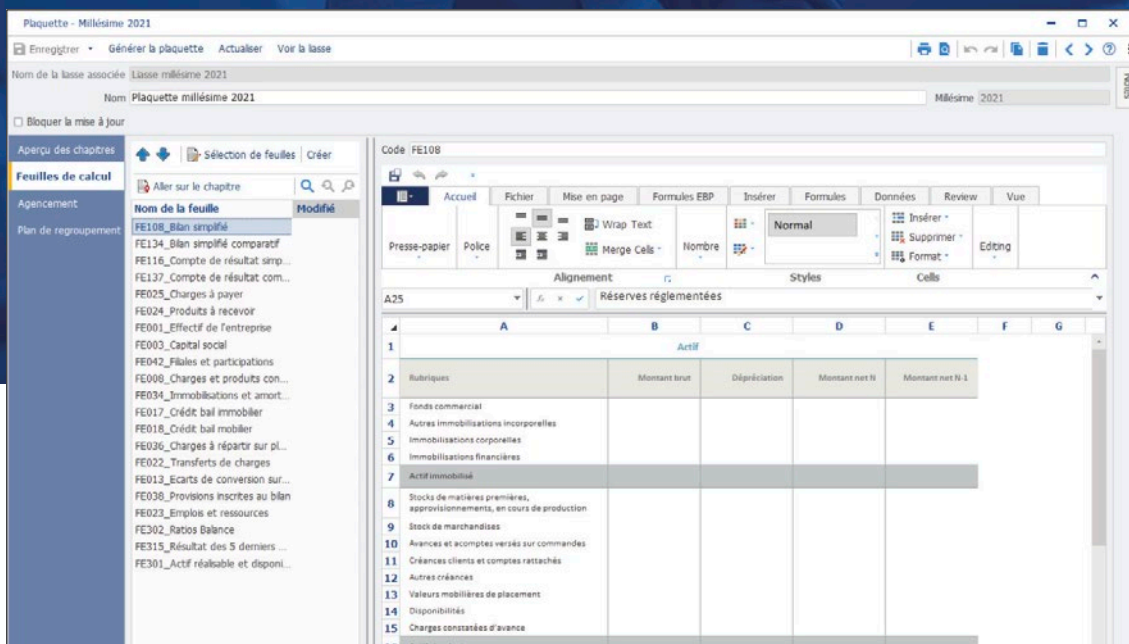 Plaquette - Millésime 2021
Enregistrer Générer la plaquette Actualiser Voir la liasse
Nom de la liasse associée Liasse millésime 2021
Nom Plaquette millésime 2021 Millésime 2021
Bloquer la mise à jour
Notes
Aperçu des chapitres
Feuilles de calcul
Agencement
Plan de regroupement
Sélection de feuilles Créer
Aller sur le chapitre
Nom de la feuille Modifié
FE108_Bilan simplifié
FE134_Bilan simplifié comparatif
FE116_Compte de résultat simp...
FE137_Compte de résultat com...
FE025_Charges à payer
FE024_Produits à recevoir
FE001_Effectif de l'entreprise
FE003_Capital social
FE042_Filiales et participations
FE008_Charges et produits con...
FE034_Immobilisations et amort...
FE017_Crédit bail immobilier
FE018_Crédit bail mobilier
FE036_Charges à répartir sur pl...
FE022_Transferts de charges
FE013_Ecarts de conversion sur...
FE038_Provisions inscrites au bilan
FE023_Emplois et ressources
FE302_Ratios Balance
FE315_Résultat des 5 derniers ...
FE301_Actif réalisable et disponi...
Code FE108
Accueil Fichier Mise en page Formules EBP Insérer Formules Données Review Vue
Presse-papier Police Wrap Text Merge Cells Nombre Normal Insérer Supprimer Format Editing
Alignement Styles Cells
A25 fx Réserves réglementées
A B C D E F G
1 Actif
2 Rubriques Montant brut Dépréciation Montant net N Montant net N-1
3 Fonds commercial
4 Autres immobilisations incorporelles
5 Immobilisations corporelles
6 Immobilisations financières
7 Actif immobilisé
8 Stocks de matières premières,
approvisionnements, en cours de production
9 Stock de marchandises
10 Avances et acomptes versés sur commandes
11 Créances clients et comptes rattachés
12 Autres créances
13 Valeurs mobilières de placement
14 Disponibilités
15 Charges constatées d'avance